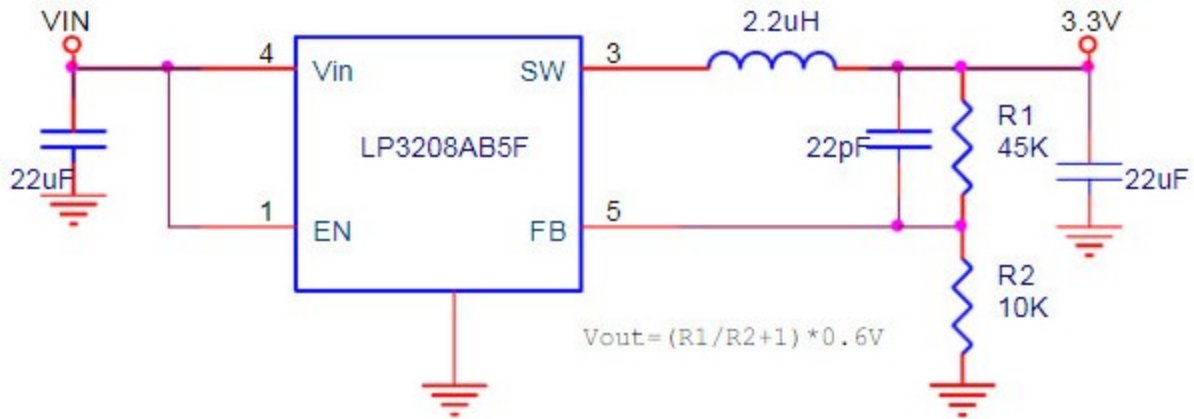 VIN
2.2uH
3.3V
4
Vin
SW
3
LP3208AB5F
22uF
22pF
R1
45K
22uF
1
EN
FB
5
R2
10K
Vout=(R1/R2+1)*0.6V